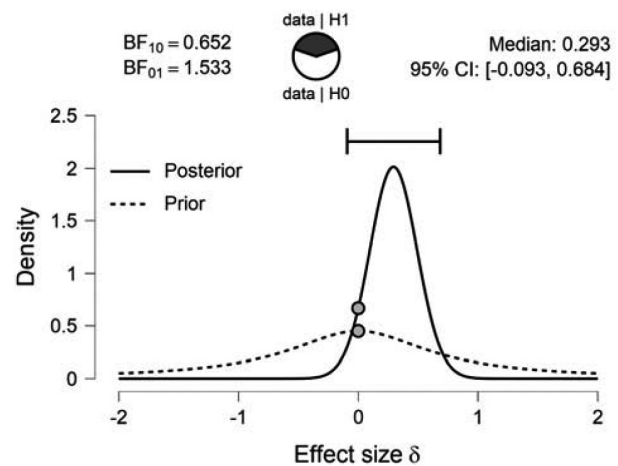 data | H1
BF₁₀ = 0.652
BF₀₁ = 1.533
data | H0
Median: 0.293
95% CI: [-0.093, 0.684]
2.5
2
1.5
1
0.5
0
Density
Posterior
Prior
-2
-1
0
1
2
Effect size δ